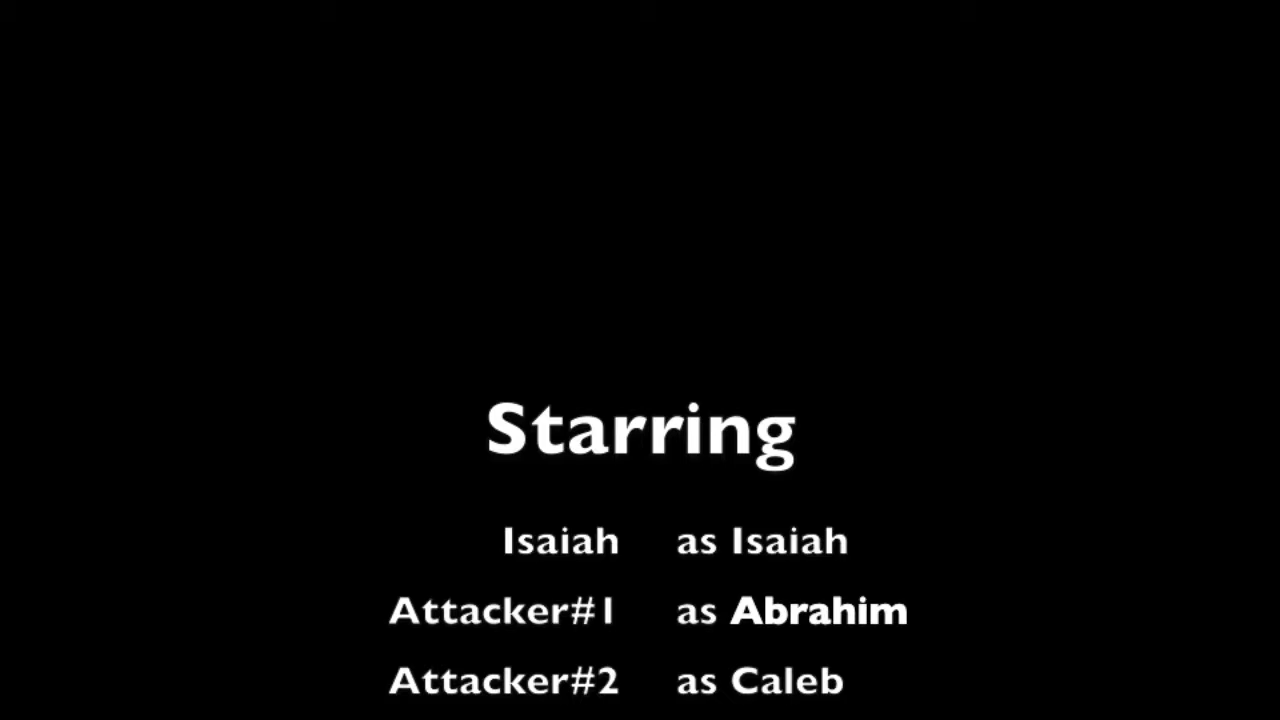 Starring
Isaiah as Isaiah
Attacker#1 as Abrahim
Attacker#2 as Caleb